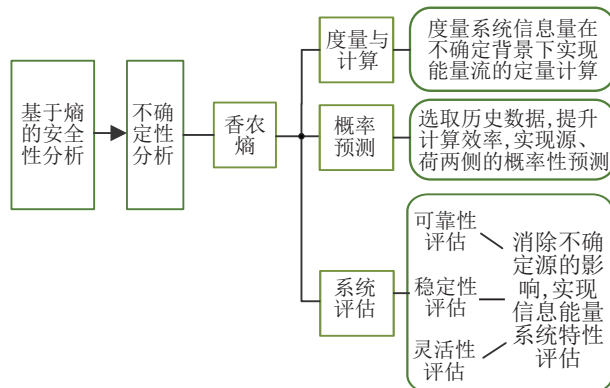 基于熵
的安全
性分析
不确
定性
分析
香农
熵
度量与
计算
度量系统信息量在
不确定背景下实现
能量流的定量计算
概率
预测
选取历史数据,提升
计算效率,实现源、
荷两侧的概率性预测
系统
评估
可靠性
评估
稳定性
评估
灵活性
评估
消除不确
定源的影
响,实现
信息能量
系统特性
评估